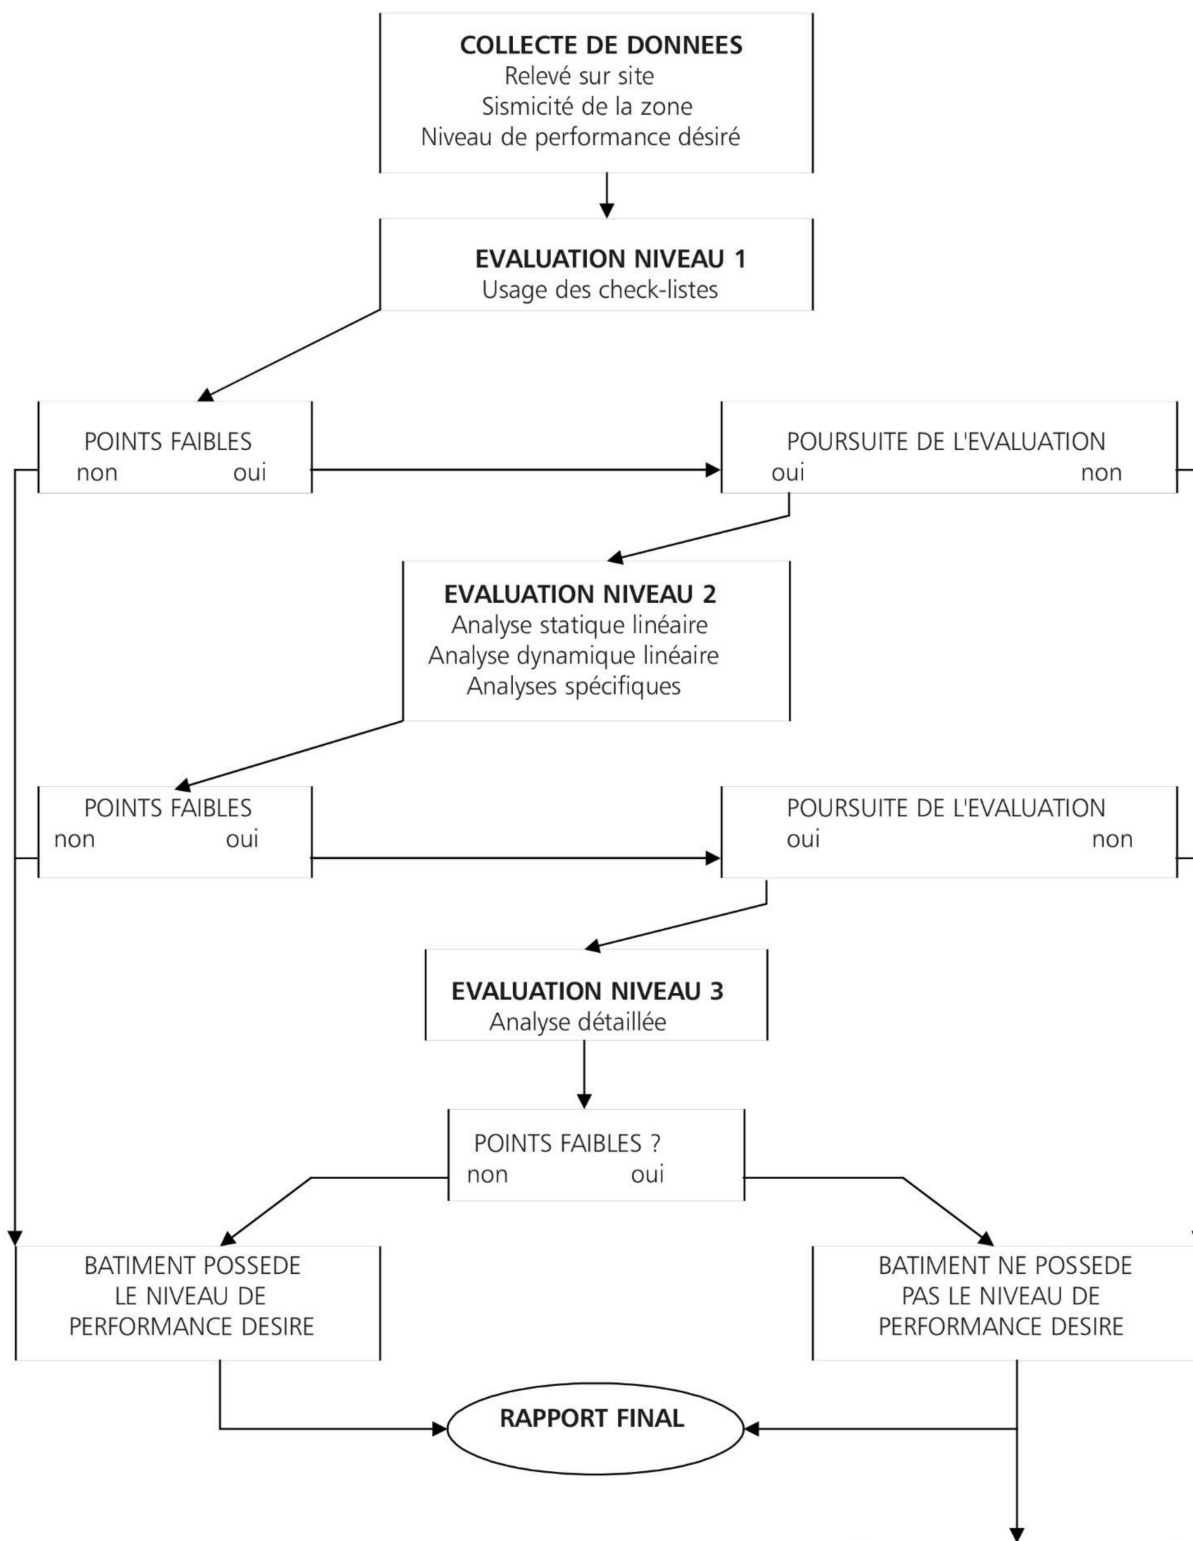 COLLECTE DE DONNEES
Relevé sur site
Sismicité de la zone
Niveau de performance désiré
EVALUATION NIVEAU 1
Usage des check-listes
POINTS FAIBLES
non oui
POURSUITE DE L'EVALUATION
oui non
EVALUATION NIVEAU 2
Analyse statique linéaire
Analyse dynamique linéaire
Analyses spécifiques
POINTS FAIBLES
non oui
POURSUITE DE L'EVALUATION
oui non
EVALUATION NIVEAU 3
Analyse détaillée
POINTS FAIBLES ?
non oui
BATIMENT POSSEDE
LE NIVEAU DE
PERFORMANCE DESIRE
BATIMENT NE POSSEDE
PAS LE NIVEAU DE
PERFORMANCE DESIRE
RAPPORT FINAL